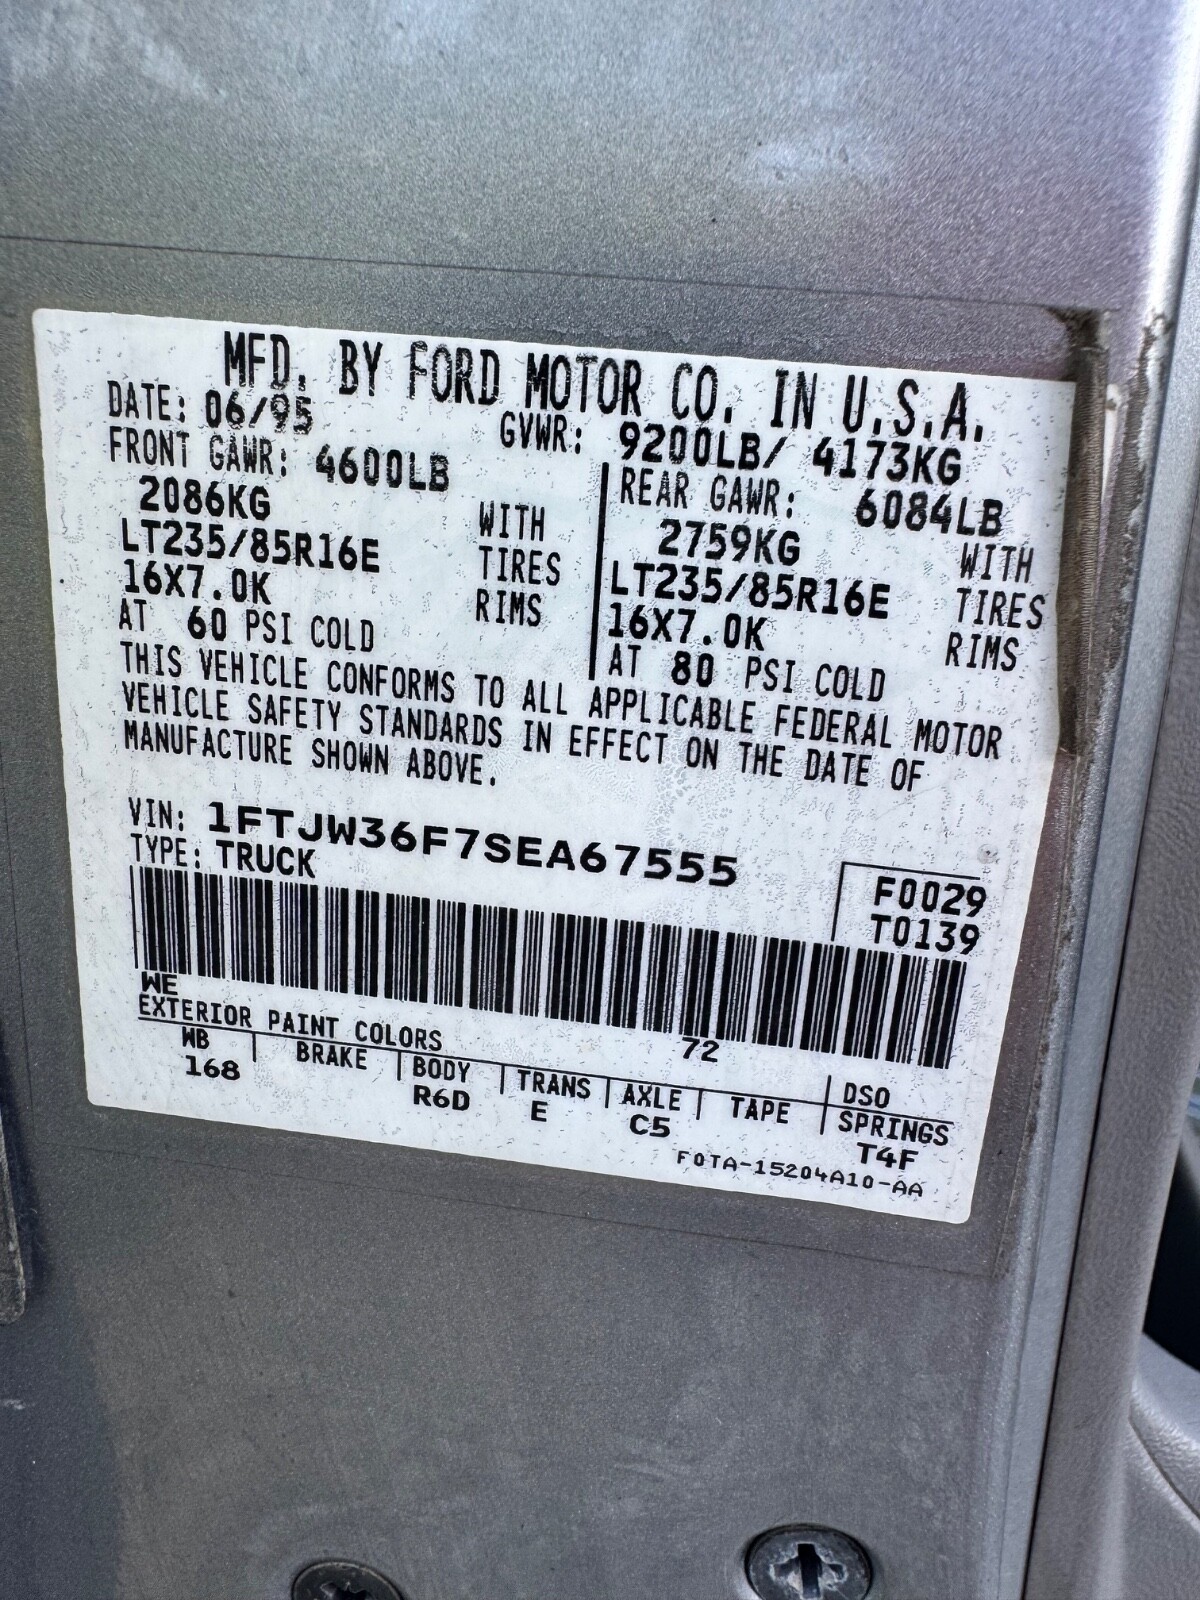 MFD. BY FORD MOTOR CO. IN U.S.A.
DATE: 06/95 GVWR: 9200LB/ 4173KG
FRONT GAWR: 4600LB REAR GAWR: 6084LB
2086KG WITH 2759KG WITH
LT235/85R16E TIRES LT235/85R16E TIRES
16X7.0K RIMS 16X7.0K RIMS
AT 60 PSI COLD AT 80 PSI COLD
THIS VEHICLE CONFORMS TO ALL APPLICABLE FEDERAL MOTOR
VEHICLE SAFETY STANDARDS IN EFFECT ON THE DATE OF
MANUFACTURE SHOWN ABOVE.
VIN: 1FTJW36F7SEA67555
TYPE: TRUCK F0029
T0139
WE 72
EXTERIOR PAINT COLORS DSO
WB BRAKE BODY TRANS AXLE TAPE SPRINGS
168 R6D E C5 T4F
F0TA-15204A10-AA